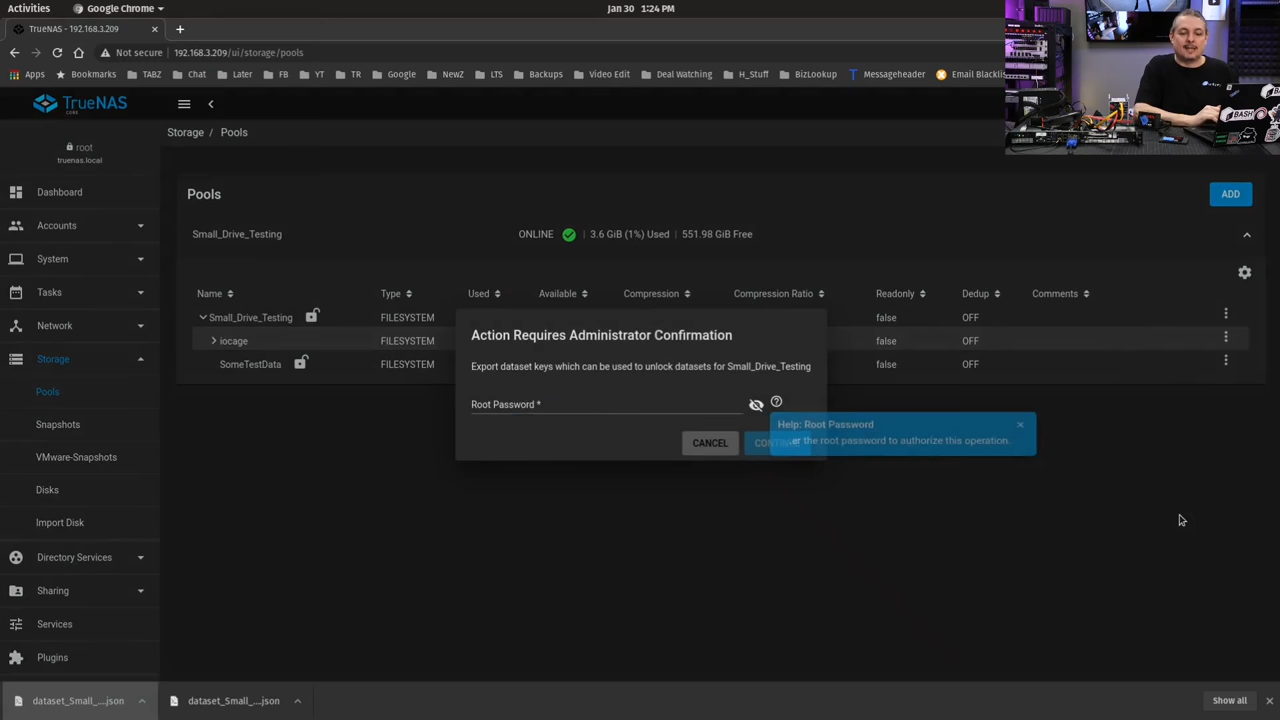 Activities
Google Chrome
Jan 30 1:24 PM
TrueNAS - 192.168.3.209
Not secure
192.168.3.209/ui/storage/pools
Apps
Bookmarks
TABZ
Chat
Later
FB
YT
TR
Google
NewZ
LTS
Backups
Video Edit
Deal Watching
H_Stuff
BizLookup
Messageheader
Email Blacklis
TrueNAS
CORE
Storage / Pools
root
truenas.local
Dashboard
Accounts
System
Tasks
Network
Storage
Pools
Snapshots
VMware-Snapshots
Disks
Import Disk
Directory Services
Sharing
Services
Plugins
Pools
ADD
Small_Drive_Testing
ONLINE
3.6 GiB (1%) Used
551.98 GiB Free
Name
Type
Used
Available
Compression
Compression Ratio
Readonly
Dedup
Comments
Small_Drive_Testing
FILESYSTEM
false
OFF
iocage
FILESYSTEM
false
OFF
SomeTestData
FILESYSTEM
false
OFF
Action Requires Administrator Confirmation
Export dataset keys which can be used to unlock datasets for Small_Drive_Testing
Root Password *
CANCEL
Help: Root Password
er the root password to authorize this operation.
dataset_Small_....json
dataset_Small_....json
Show all
BASH
BASH